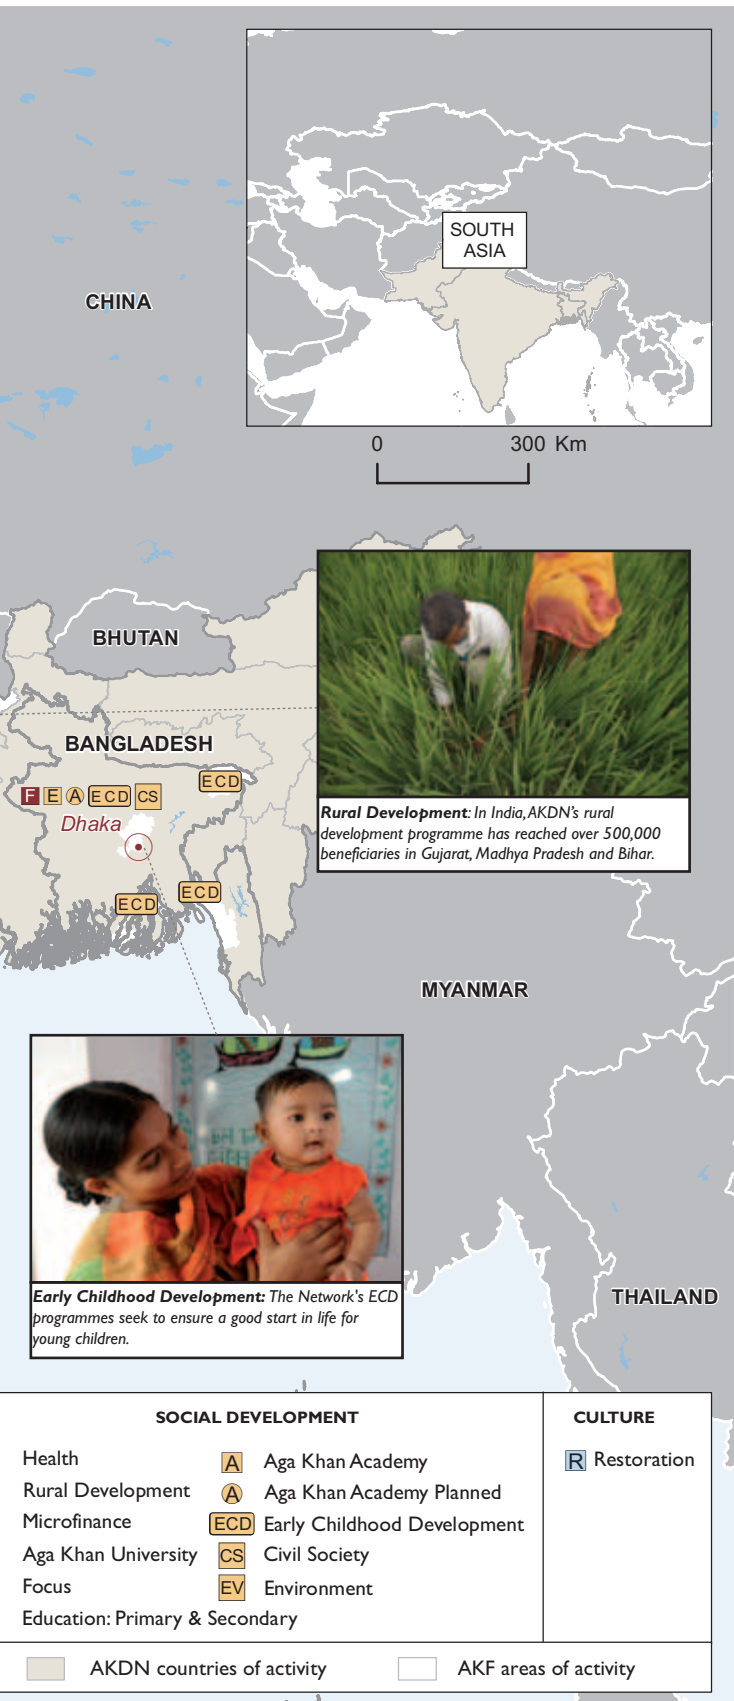 SOUTH
ASIA
CHINA
0 300 Km
BHUTAN
BANGLADESH
ECD
F E A ECD CS
Dhaka
Rural Development: In India, AKDN's rural
development programme has reached over 500,000
beneficiaries in Gujarat, Madhya Pradesh and Bihar.
ECD
ECD
MYANMAR
Early Childhood Development: The Network's ECD
programmes seek to ensure a good start in life for
young children.
THAILAND
SOCIAL DEVELOPMENT
Health
Rural Development
Microfinance
Aga Khan University
Focus
Education: Primary & Secondary
A Aga Khan Academy
A Aga Khan Academy Planned
ECD Early Childhood Development
CS Civil Society
EV Environment
CULTURE
R Restoration
AKDN countries of activity
AKF areas of activity